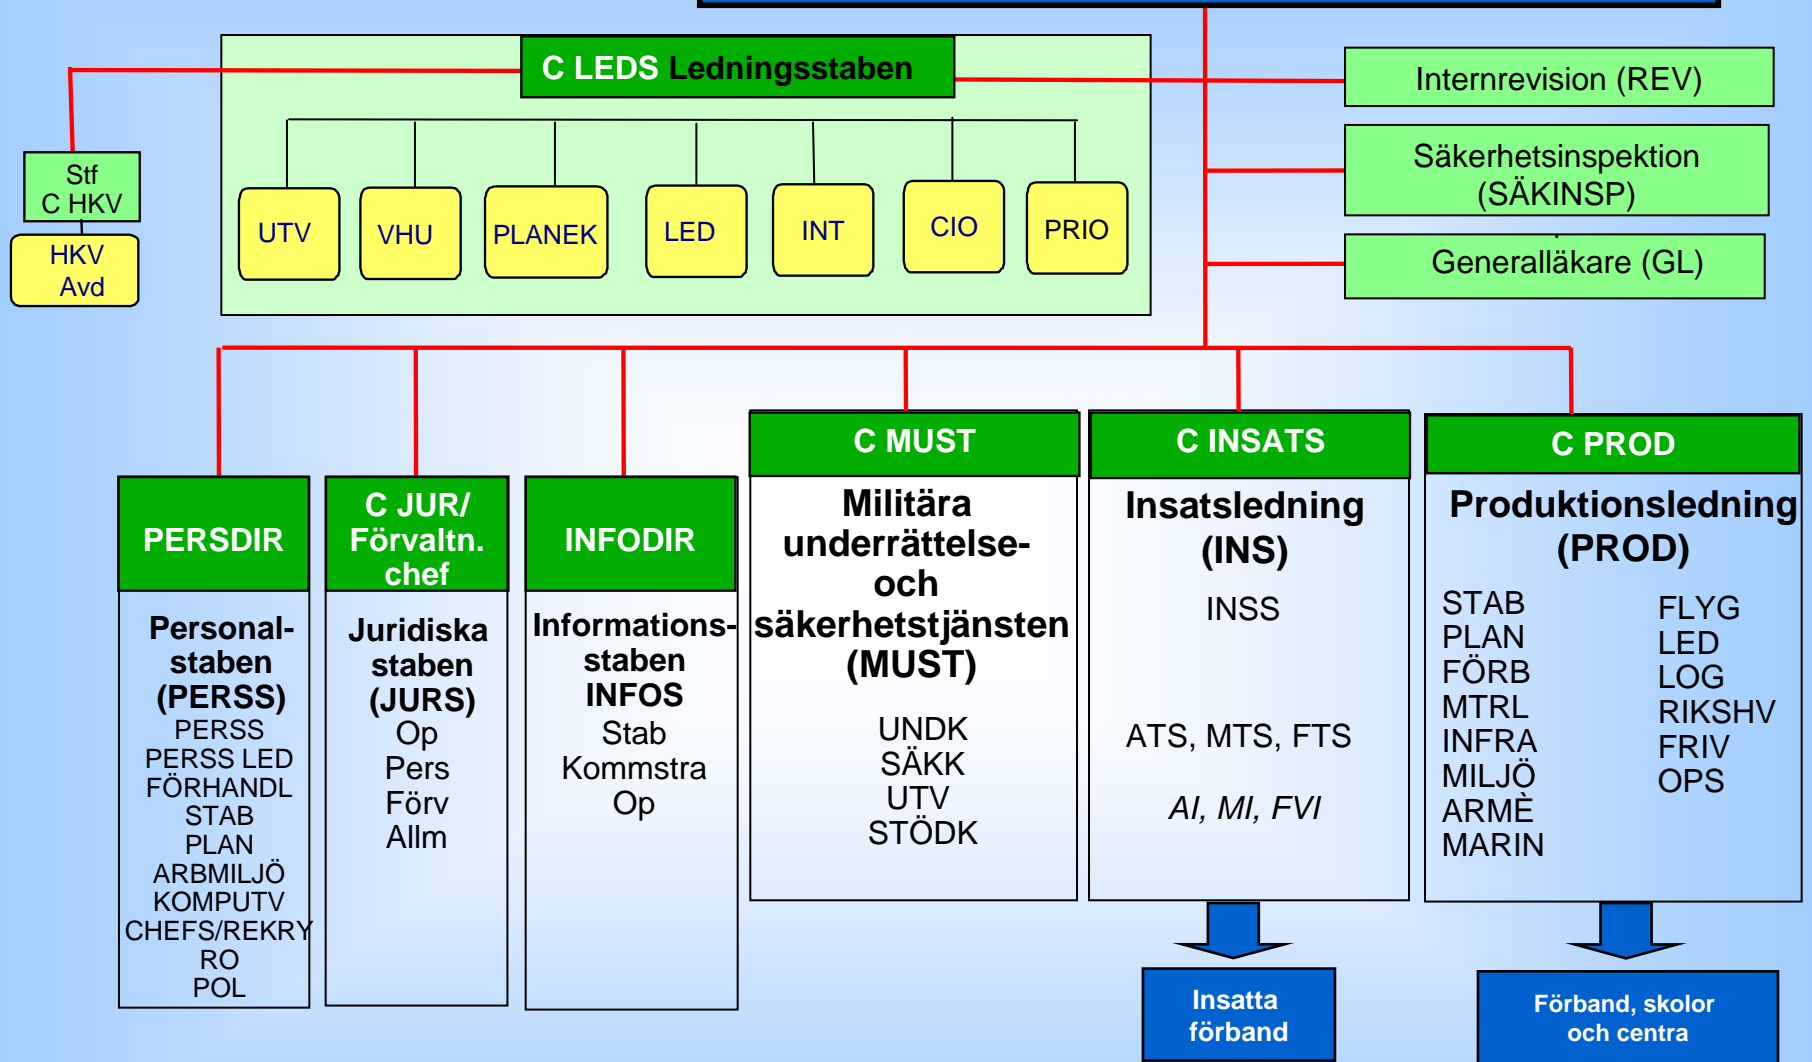 C LEDS Ledningsstaben
Internrevision (REV)
Säkerhetsinspektion
(SÄKINSP)
Generalläkare (GL)
Stf
C HKV
HKV
Avd
UTV
VHU
PLANEK
LED
INT
CIO
PRIO
PERSDIR
Personal-
staben
(PERSS)
PERSS
PERSS LED
FÖRHANDL
STAB
PLAN
ARBMILJÖ
KOMPUTV
CHEFS/REKRY
RO
POL
C JUR/
Förvaltn.
chef
Juridiska
staben
(JURS)
Op
Pers
Förv
Allm
INFODIR
Informations-
staben
INFOS
Stab
Kommstra
Op
C MUST
Militära
underrättelse-
och
säkerhetstjänsten
(MUST)
UNDK
SÄKK
UTV
STÖDK
C INSATS
Insatsledning
(INS)
INSS
ATS, MTS, FTS
AI, MI, FVI
Insatta
förband
C PROD
Produktionsledning
(PROD)
STAB
PLAN
FÖRB
MTRL
INFRA
MILJÖ
ARMÈ
MARIN
FLYG
LED
LOG
RIKSHV
FRIV
OPS
Förband, skolor
och centra